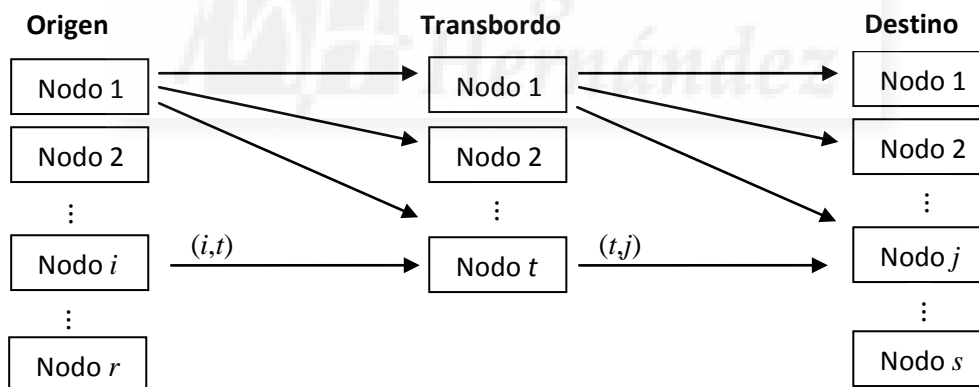 Origen Transbordo Destino
Nodo 1 Nodo 1 Nodo 1
Nodo 2 Nodo 2 Nodo 2
⋮ ⋮ ⋮
Nodo i (i,t) Nodo t (t,j) Nodo j
⋮ ⋮
Nodo r Nodo s
Hernández